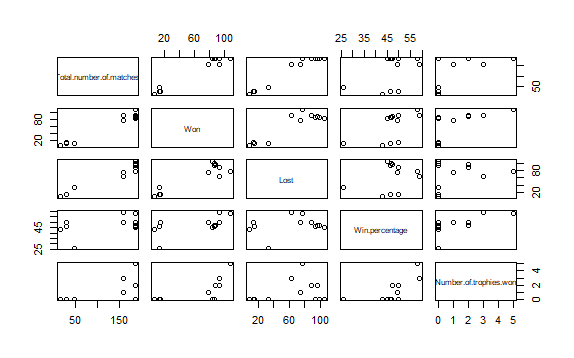 20 60 100
25 35 45 55
Total.number.of.matches
50
20 80
Won
Lost
20 80
25 45
Win.percentage
Number.of.trophies.won
0 2 4
50 150
20 60 100
0 1 2 3 4 5